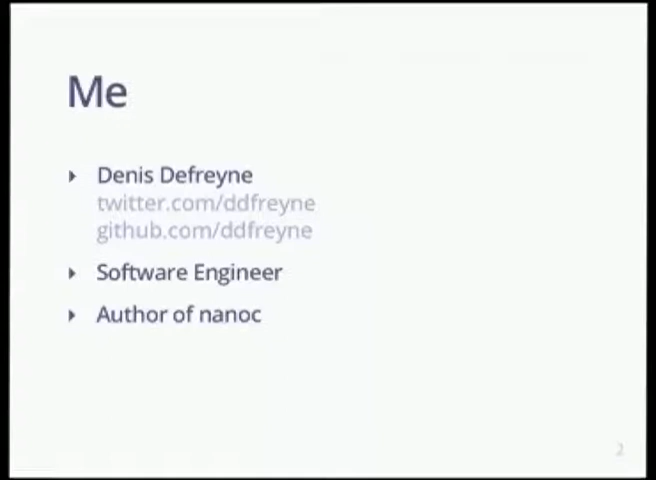 Me
Denis Defreyne
twitter.com/ddfreyne
github.com/ddfreyne
Software Engineer
Author of nanoc
2